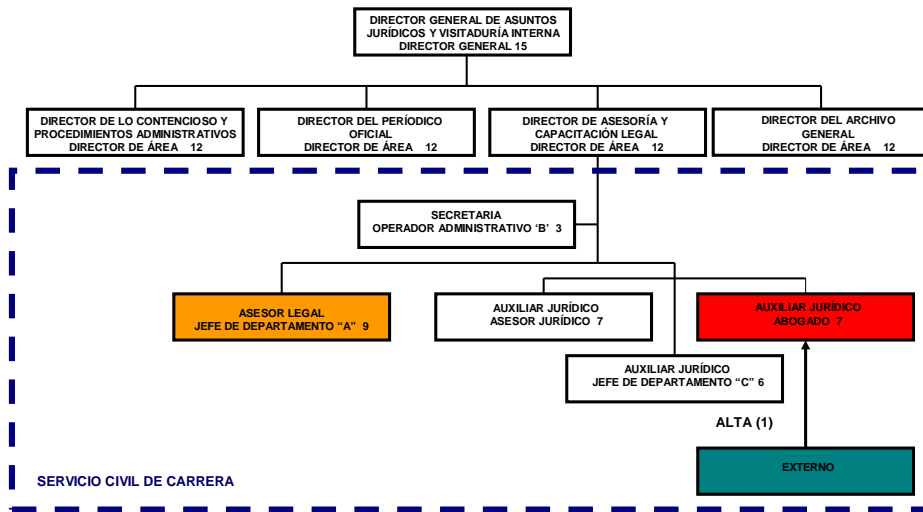 DIRECTOR GENERAL DE ASUNTOS
JURÍDICOS Y VISITADURÍA INTERNA
DIRECTOR GENERAL 15
DIRECTOR DE LO CONTENCIOSO Y
PROCEDIMIENTOS ADMINISTRATIVOS
DIRECTOR DE ÁREA 12
DIRECTOR DEL PERÍODICO
OFICIAL
DIRECTOR DE ÁREA 12
DIRECTOR DE ASESORÍA Y
CAPACITACIÓN LEGAL
DIRECTOR DE ÁREA 12
DIRECTOR DEL ARCHIVO
GENERAL
DIRECTOR DE ÁREA 12
SECRETARIA
OPERADOR ADMINISTRATIVO ‘B’ 3
ASESOR LEGAL
JEFE DE DEPARTAMENTO “A” 9
AUXILIAR JURÍDICO
ASESOR JURÍDICO 7
AUXILIAR JURÍDICO
ABOGADO 7
AUXILIAR JURÍDICO
JEFE DE DEPARTAMENTO “C” 6
ALTA (1)
EXTERNO
SERVICIO CIVIL DE CARRERA